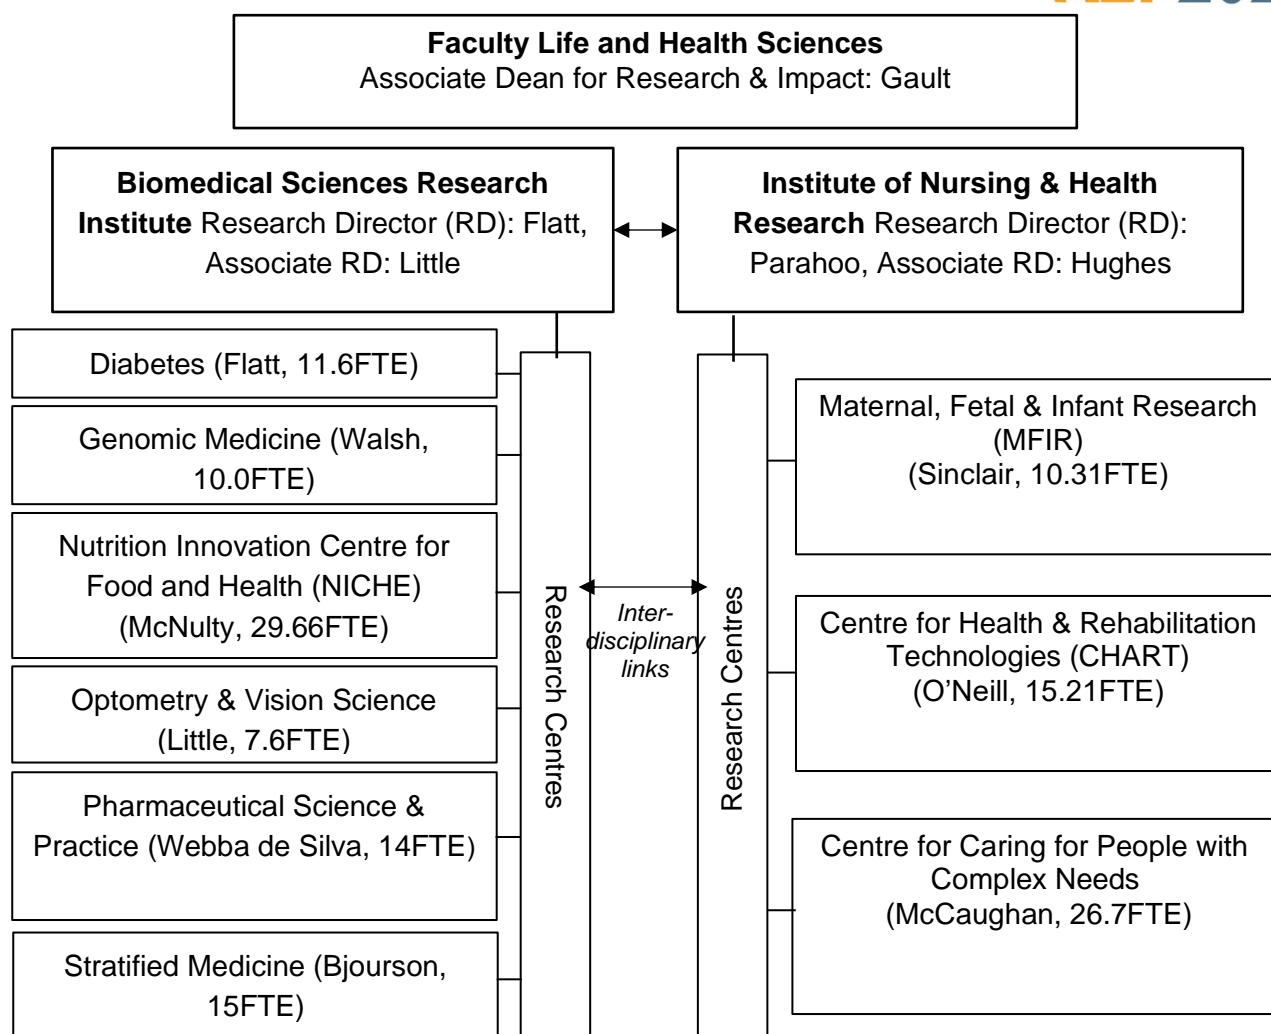 Faculty Life and Health Sciences
Associate Dean for Research & Impact: Gault
Biomedical Sciences Research
Institute Research Director (RD): Flatt,
Associate RD: Little
Institute of Nursing & Health
Research Research Director (RD):
Parahoo, Associate RD: Hughes
Diabetes (Flatt, 11.6FTE)
Genomic Medicine (Walsh,
10.0FTE)
Nutrition Innovation Centre for
Food and Health (NICHE)
(McNulty, 29.66FTE)
Optometry & Vision Science
(Little, 7.6FTE)
Pharmaceutical Science &
Practice (Webba de Silva, 14FTE)
Stratified Medicine (Bjourson,
15FTE)
Research Centres
Inter-
disciplinary
links
Research Centres
Maternal, Fetal & Infant Research
(MFIR)
(Sinclair, 10.31FTE)
Centre for Health & Rehabilitation
Technologies (CHART)
(O’Neill, 15.21FTE)
Centre for Caring for People with
Complex Needs
(McCaughan, 26.7FTE)